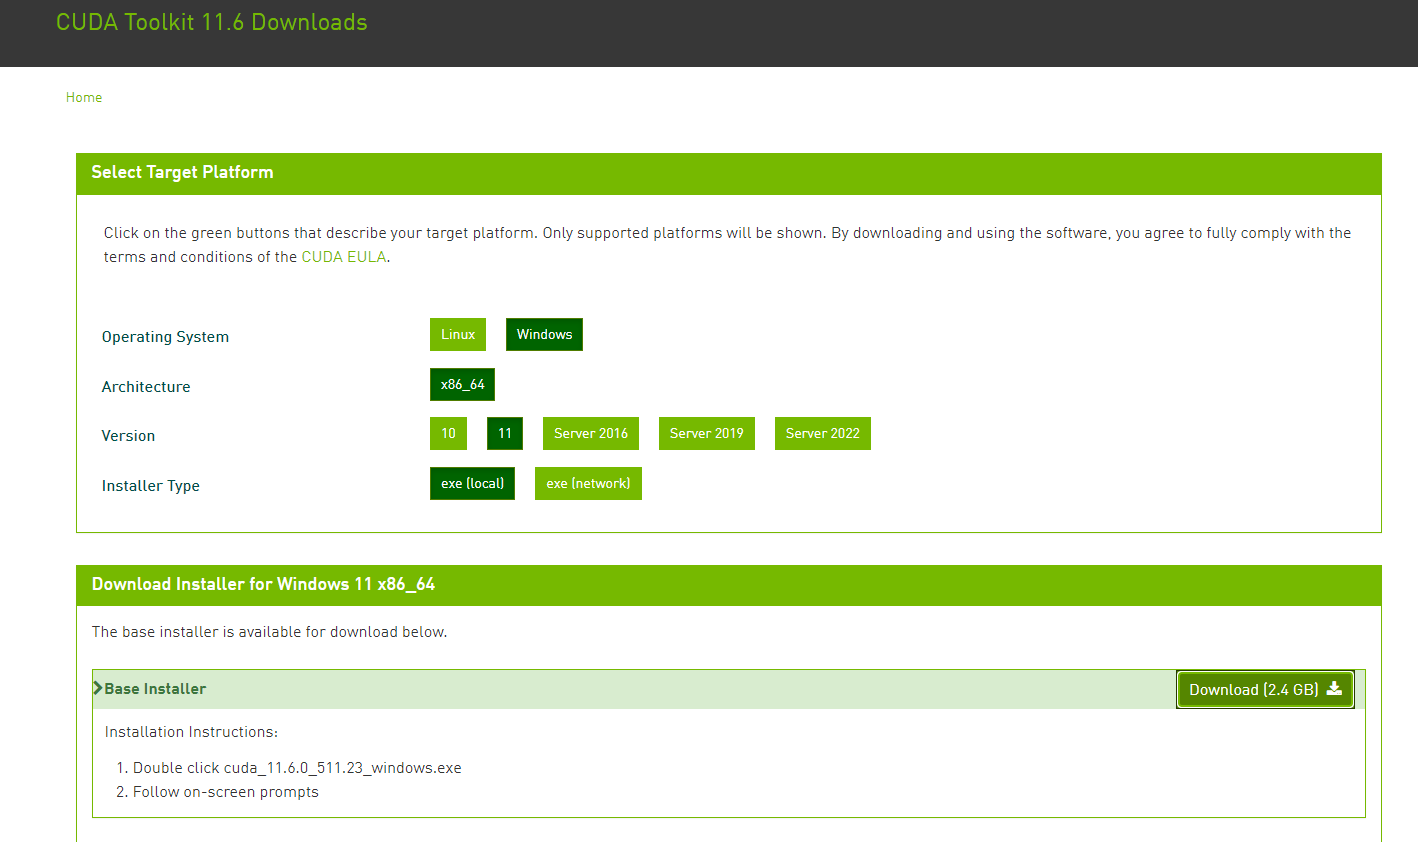 CUDA Toolkit 11.6 Downloads
Home
Select Target Platform
Click on the green buttons that describe your target platform. Only supported platforms will be shown. By downloading and using the software, you agree to fully comply with the
terms and conditions of the CUDA EULA.
Operating System Linux Windows
Architecture x86_64
Version 10 11 Server 2016 Server 2019 Server 2022
Installer Type exe (local) exe (network)
Download Installer for Windows 11 x86_64
The base installer is available for download below.
Base Installer Download (2.4 GB)
Installation Instructions:
1. Double click cuda_11.6.0_511.23_windows.exe
2. Follow on-screen prompts